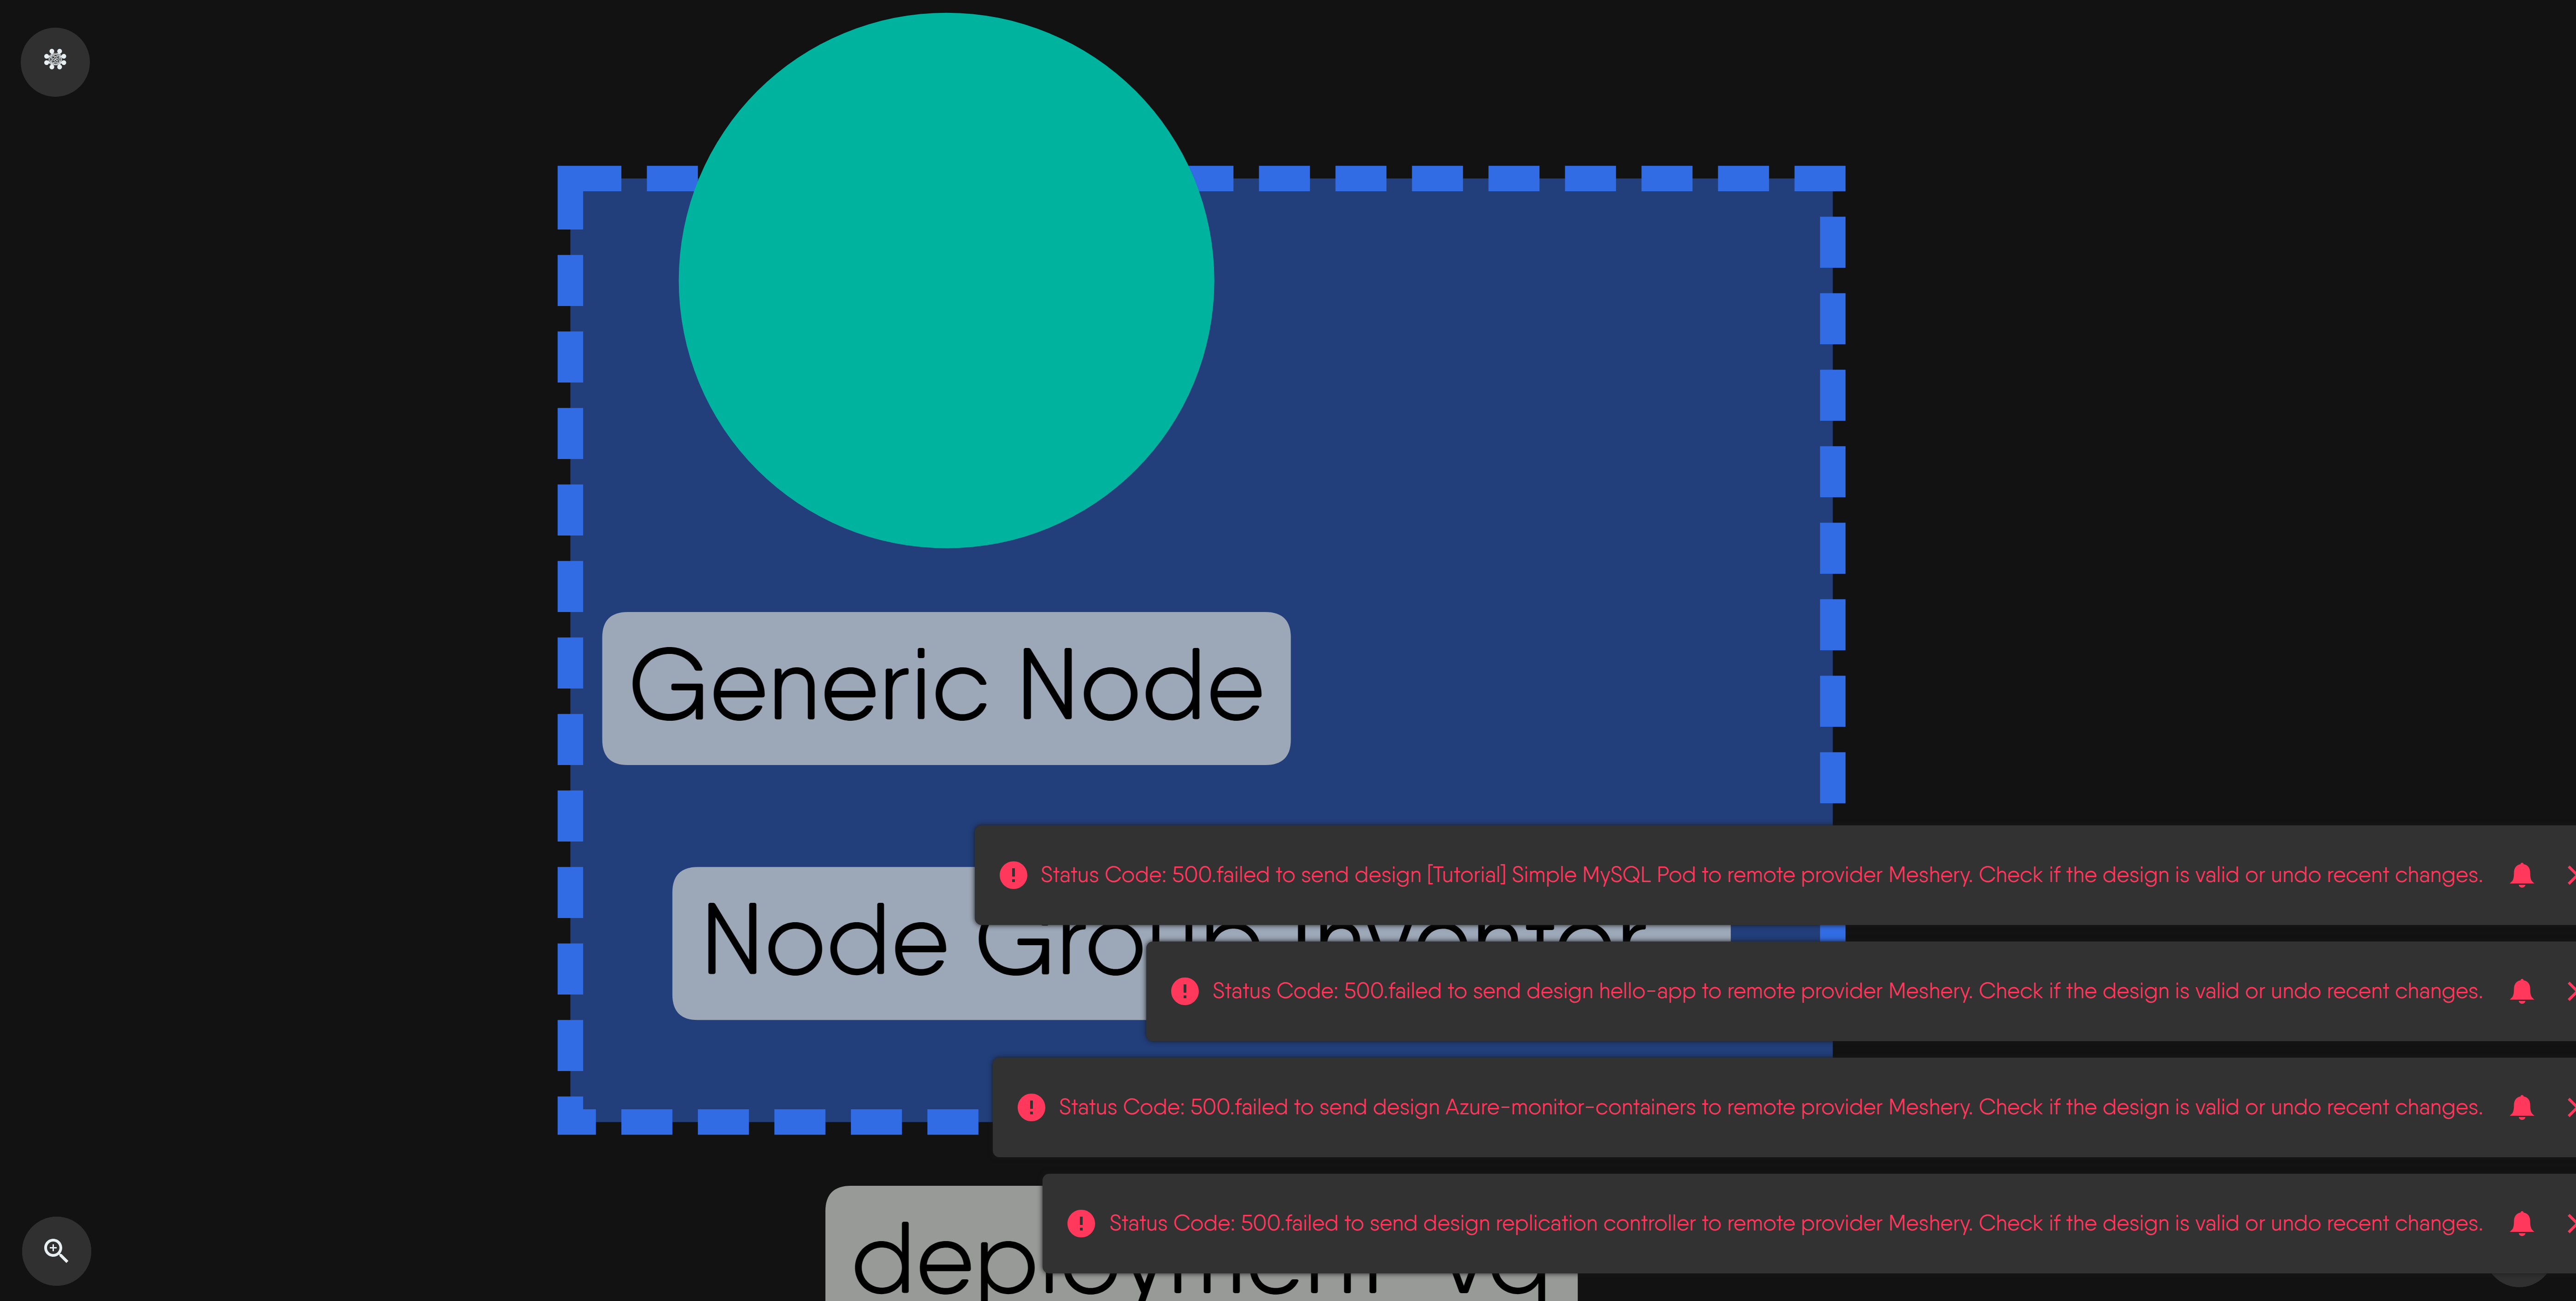 Generic Node
Status Code: 500.failed to send design [Tutorial] Simple MySQL Pod to remote provider Meshery. Check if the design is valid or undo recent changes.
Node Group Inventor
Status Code: 500.failed to send design hello-app to remote provider Meshery. Check if the design is valid or undo recent changes.
Status Code: 500.failed to send design Azure-monitor-containers to remote provider Meshery. Check if the design is valid or undo recent changes.
Status Code: 500.failed to send design replication controller to remote provider Meshery. Check if the design is valid or undo recent changes.
deployment